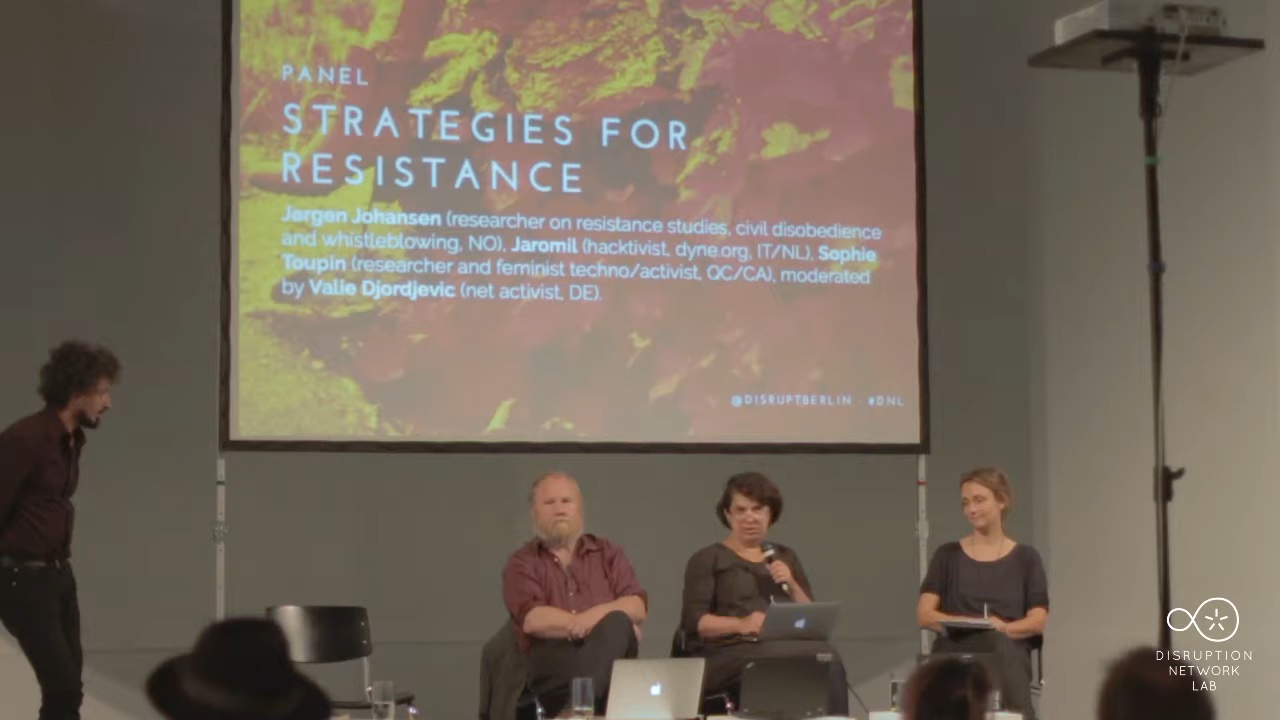 PANEL
STRATEGIES FOR
RESISTANCE
Jørgen Johansen (researcher on resistance studies, civil disobedience
and whistleblowing, NO), Jaromil (hacktivist, dyne.org, IT/NL), Sophie
Toupin (researcher and feminist techno/activist, QC/CA), moderated
by Valie Djordjevic (net activist, DE).
@DISRUPTBERLIN · #DNL
DISRUPTION
NETWORK
LAB